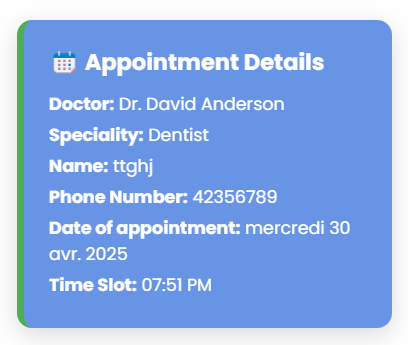 Appointment Details
Doctor: Dr. David Anderson
Speciality: Dentist
Name: ttghj
Phone Number: 42356789
Date of appointment: mercredi 30
avr. 2025
Time Slot: 07:51 PM